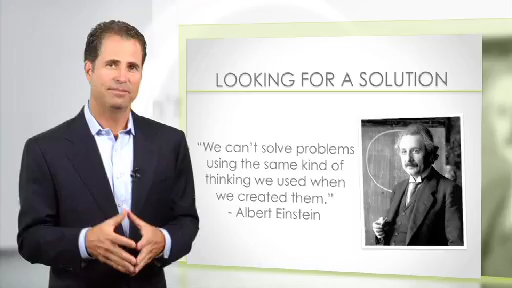 LOOKING FOR A SOLUTION
“We can’t solve problems
using the same kind of
thinking we used when
we created them.”
- Albert Einstein